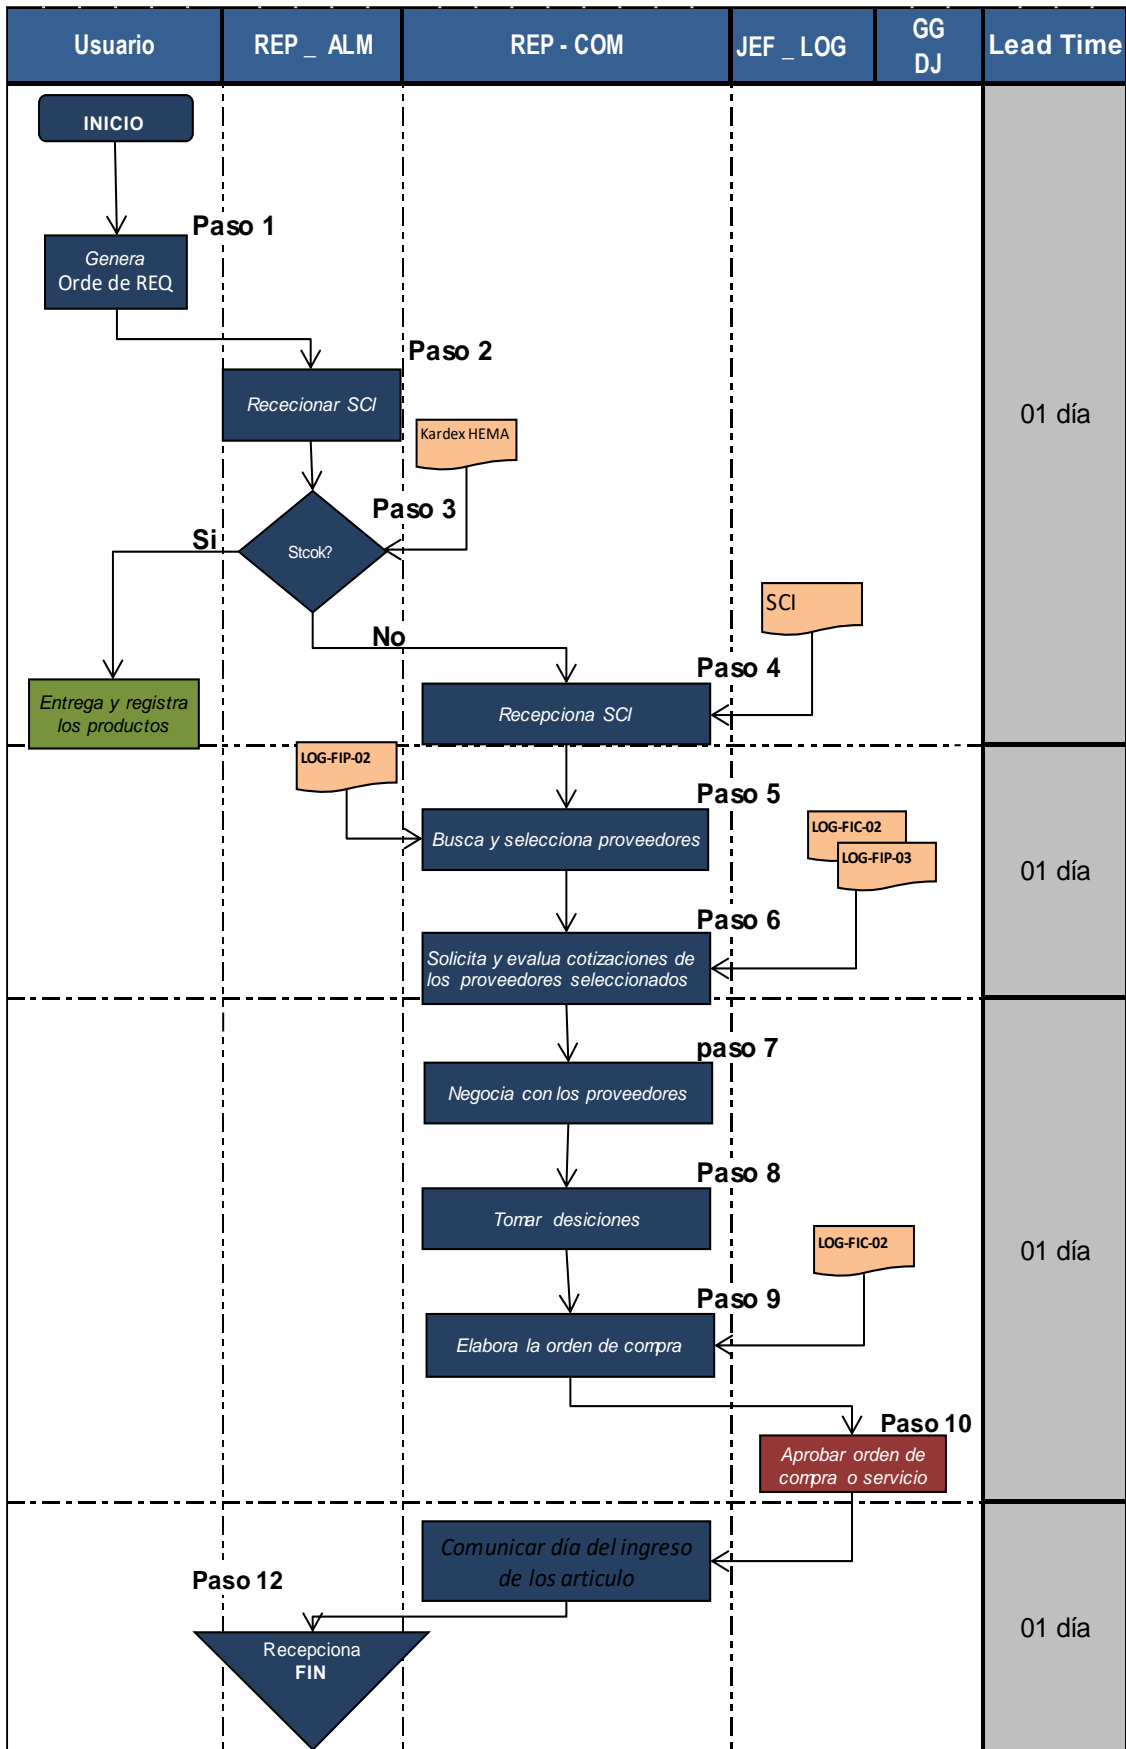 Usuario
REP _ ALM
REP - COM
JEF _ LOG
GG
DJ
Lead Time
INICIO
Paso 1
Genera
Orde de REQ
Paso 2
Rececionar SCI
Kardex HEMA
01 día
Paso 3
Si
Stcok?
SCI
No
Paso 4
Entrega y registra
los productos
Recepciona SCI
LOG-FIP-02
Paso 5
Busca y selecciona proveedores
LOG-FIC-02
LOG-FIP-03
01 día
Paso 6
Solicita y evalua cotizaciones de
los proveedores seleccionados
paso 7
Negocia con los proveedores
Paso 8
Tomar desiciones
LOG-FIC-02
01 día
Paso 9
Elabora la orden de compra
Paso 10
Aprobar orden de
compra o servicio
Comunicar día del ingreso
de los articulo
Paso 12
Recepciona
FIN
01 día